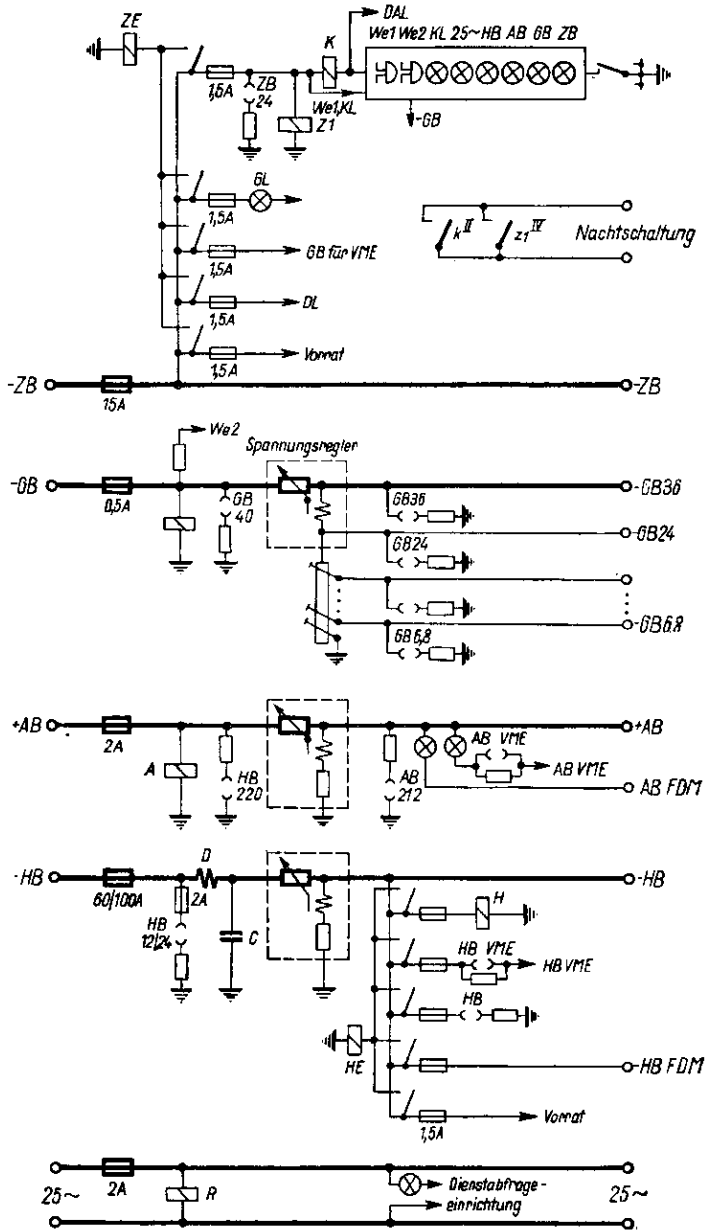 ZE
K
DAL
We1 We2 KL 25~ HB AB GB ZB
1,5A
ZB
24
We1,KL
Z1
-GB
GL
1,5A
k II
z1 IV
Nachtschaltung
GB für VME
1,5A
DL
1,5A
Vorrat
1,5A
-ZB
15A
-ZB
We2
Spannungsregler
-GB
0,5A
GB
40
GB36
-GB36
GB24
-GB24
GB6,8
-GB6,8
+AB
2A
A
HB
220
AB
212
AB VME
AB VME
+AB
AB FDM
-HB
60/100A
D
2A
HB
12/24
C
-HB
H
HB VME
HB VME
HB
HE
-HB FDM
Vorrat
1,5A
25~
2A
R
Dienstabfrage-
einrichtung
25~